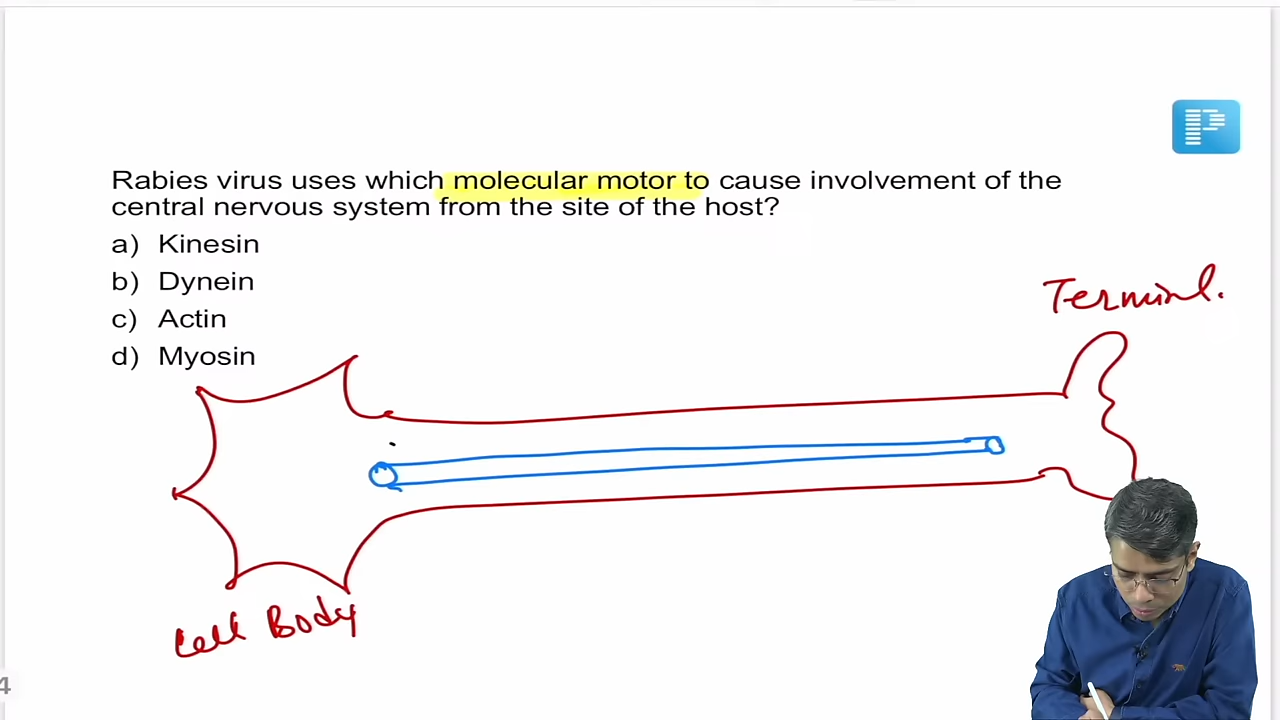 Rabies virus uses which molecular motor to cause involvement of the
central nervous system from the site of the host?
a) Kinesin
b) Dynein
c) Actin
d) Myosin
Terminal.
Cell Body
4